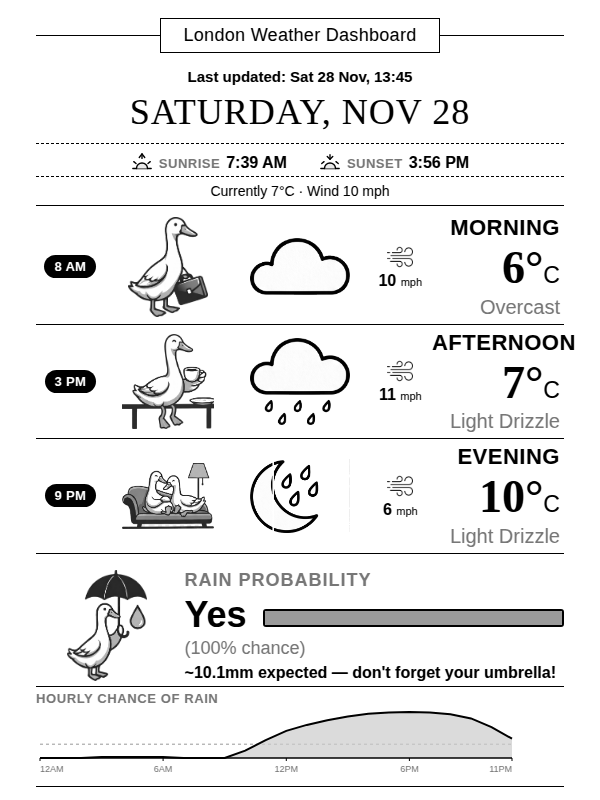 London Weather Dashboard
Last updated: Sat 28 Nov, 13:45
SATURDAY, NOV 28
SUNRISE 7:39 AM SUNSET 3:56 PM
Currently 7°C · Wind 10 mph
MORNING
8 AM
10 mph
6°C
Overcast
AFTERNOON
3 PM
11 mph
7°C
Light Drizzle
EVENING
9 PM
6 mph
10°C
Light Drizzle
RAIN PROBABILITY
Yes
(100% chance)
~10.1mm expected — don't forget your umbrella!
HOURLY CHANCE OF RAIN
12AM 6AM 12PM 6PM 11PM